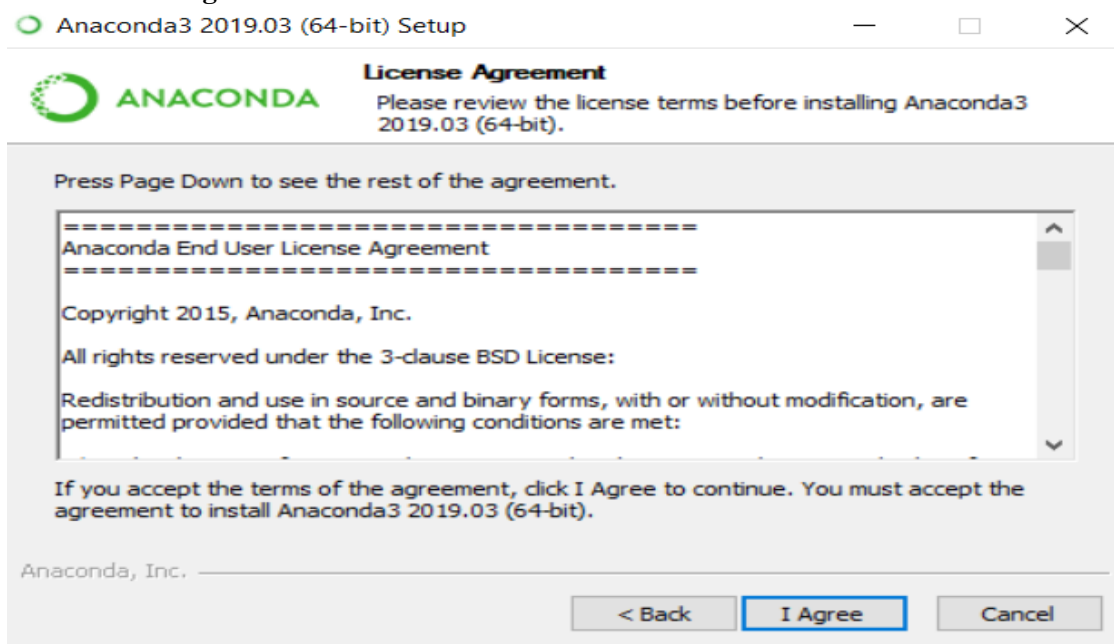 Anaconda3 2019.03 (64-bit) Setup
ANACONDA
License Agreement
Please review the license terms before installing Anaconda3
2019.03 (64-bit).
Press Page Down to see the rest of the agreement.
===================================
Anaconda End User License Agreement
===================================
Copyright 2015, Anaconda, Inc.
All rights reserved under the 3-clause BSD License:
Redistribution and use in source and binary forms, with or without modification, are
permitted provided that the following conditions are met:
If you accept the terms of the agreement, click I Agree to continue. You must accept the
agreement to install Anaconda3 2019.03 (64-bit).
Anaconda, Inc.
< Back
I Agree
Cancel